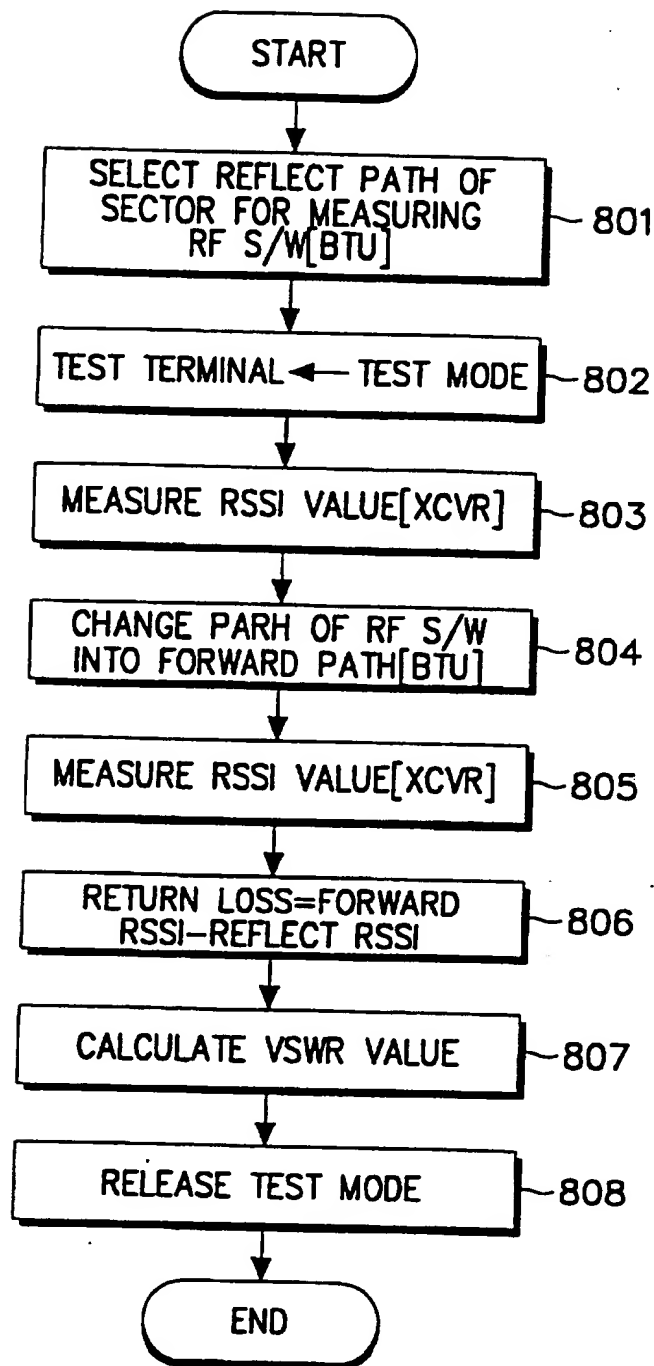 START
SELECT REFLECT PATH OF
SECTOR FOR MEASURING
RF S/W[BTU]
801
TEST TERMINAL ← TEST MODE
802
MEASURE RSSI VALUE[XCVR]
803
CHANGE PARH OF RF S/W
INTO FORWARD PATH[BTU]
804
MEASURE RSSI VALUE[XCVR]
805
RETURN LOSS=FORWARD
RSSI-REFLECT RSSI
806
CALCULATE VSWR VALUE
807
RELEASE TEST MODE
808
END